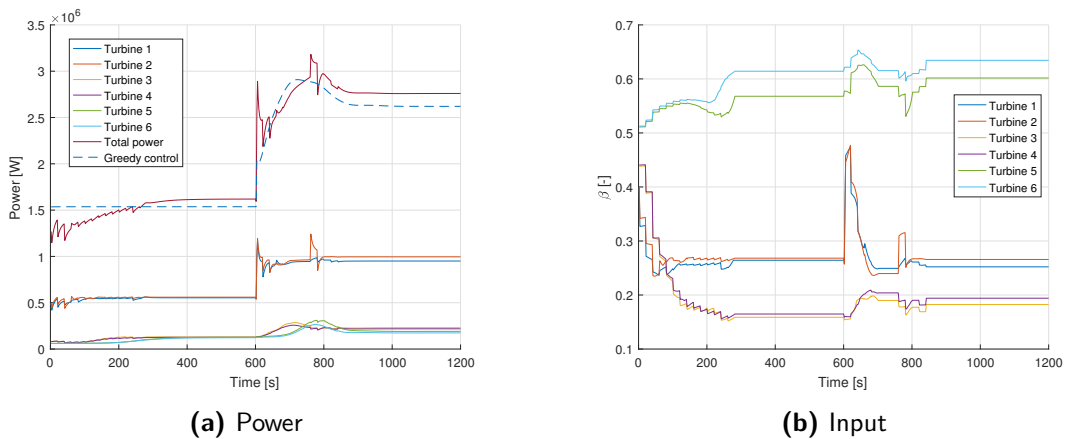 ×10⁶
3.5
3
2.5
2
1.5
1
0.5
0
Power [W]
Turbine 1
Turbine 2
Turbine 3
Turbine 4
Turbine 5
Turbine 6
Total power
Greedy control
0 200 400 600 800 1000 1200
Time [s]
(a) Power
0.7
0.6
0.5
0.4
0.3
0.2
0.1
β [-]
Turbine 1
Turbine 2
Turbine 3
Turbine 4
Turbine 5
Turbine 6
0 200 400 600 800 1000 1200
Time [s]
(b) Input